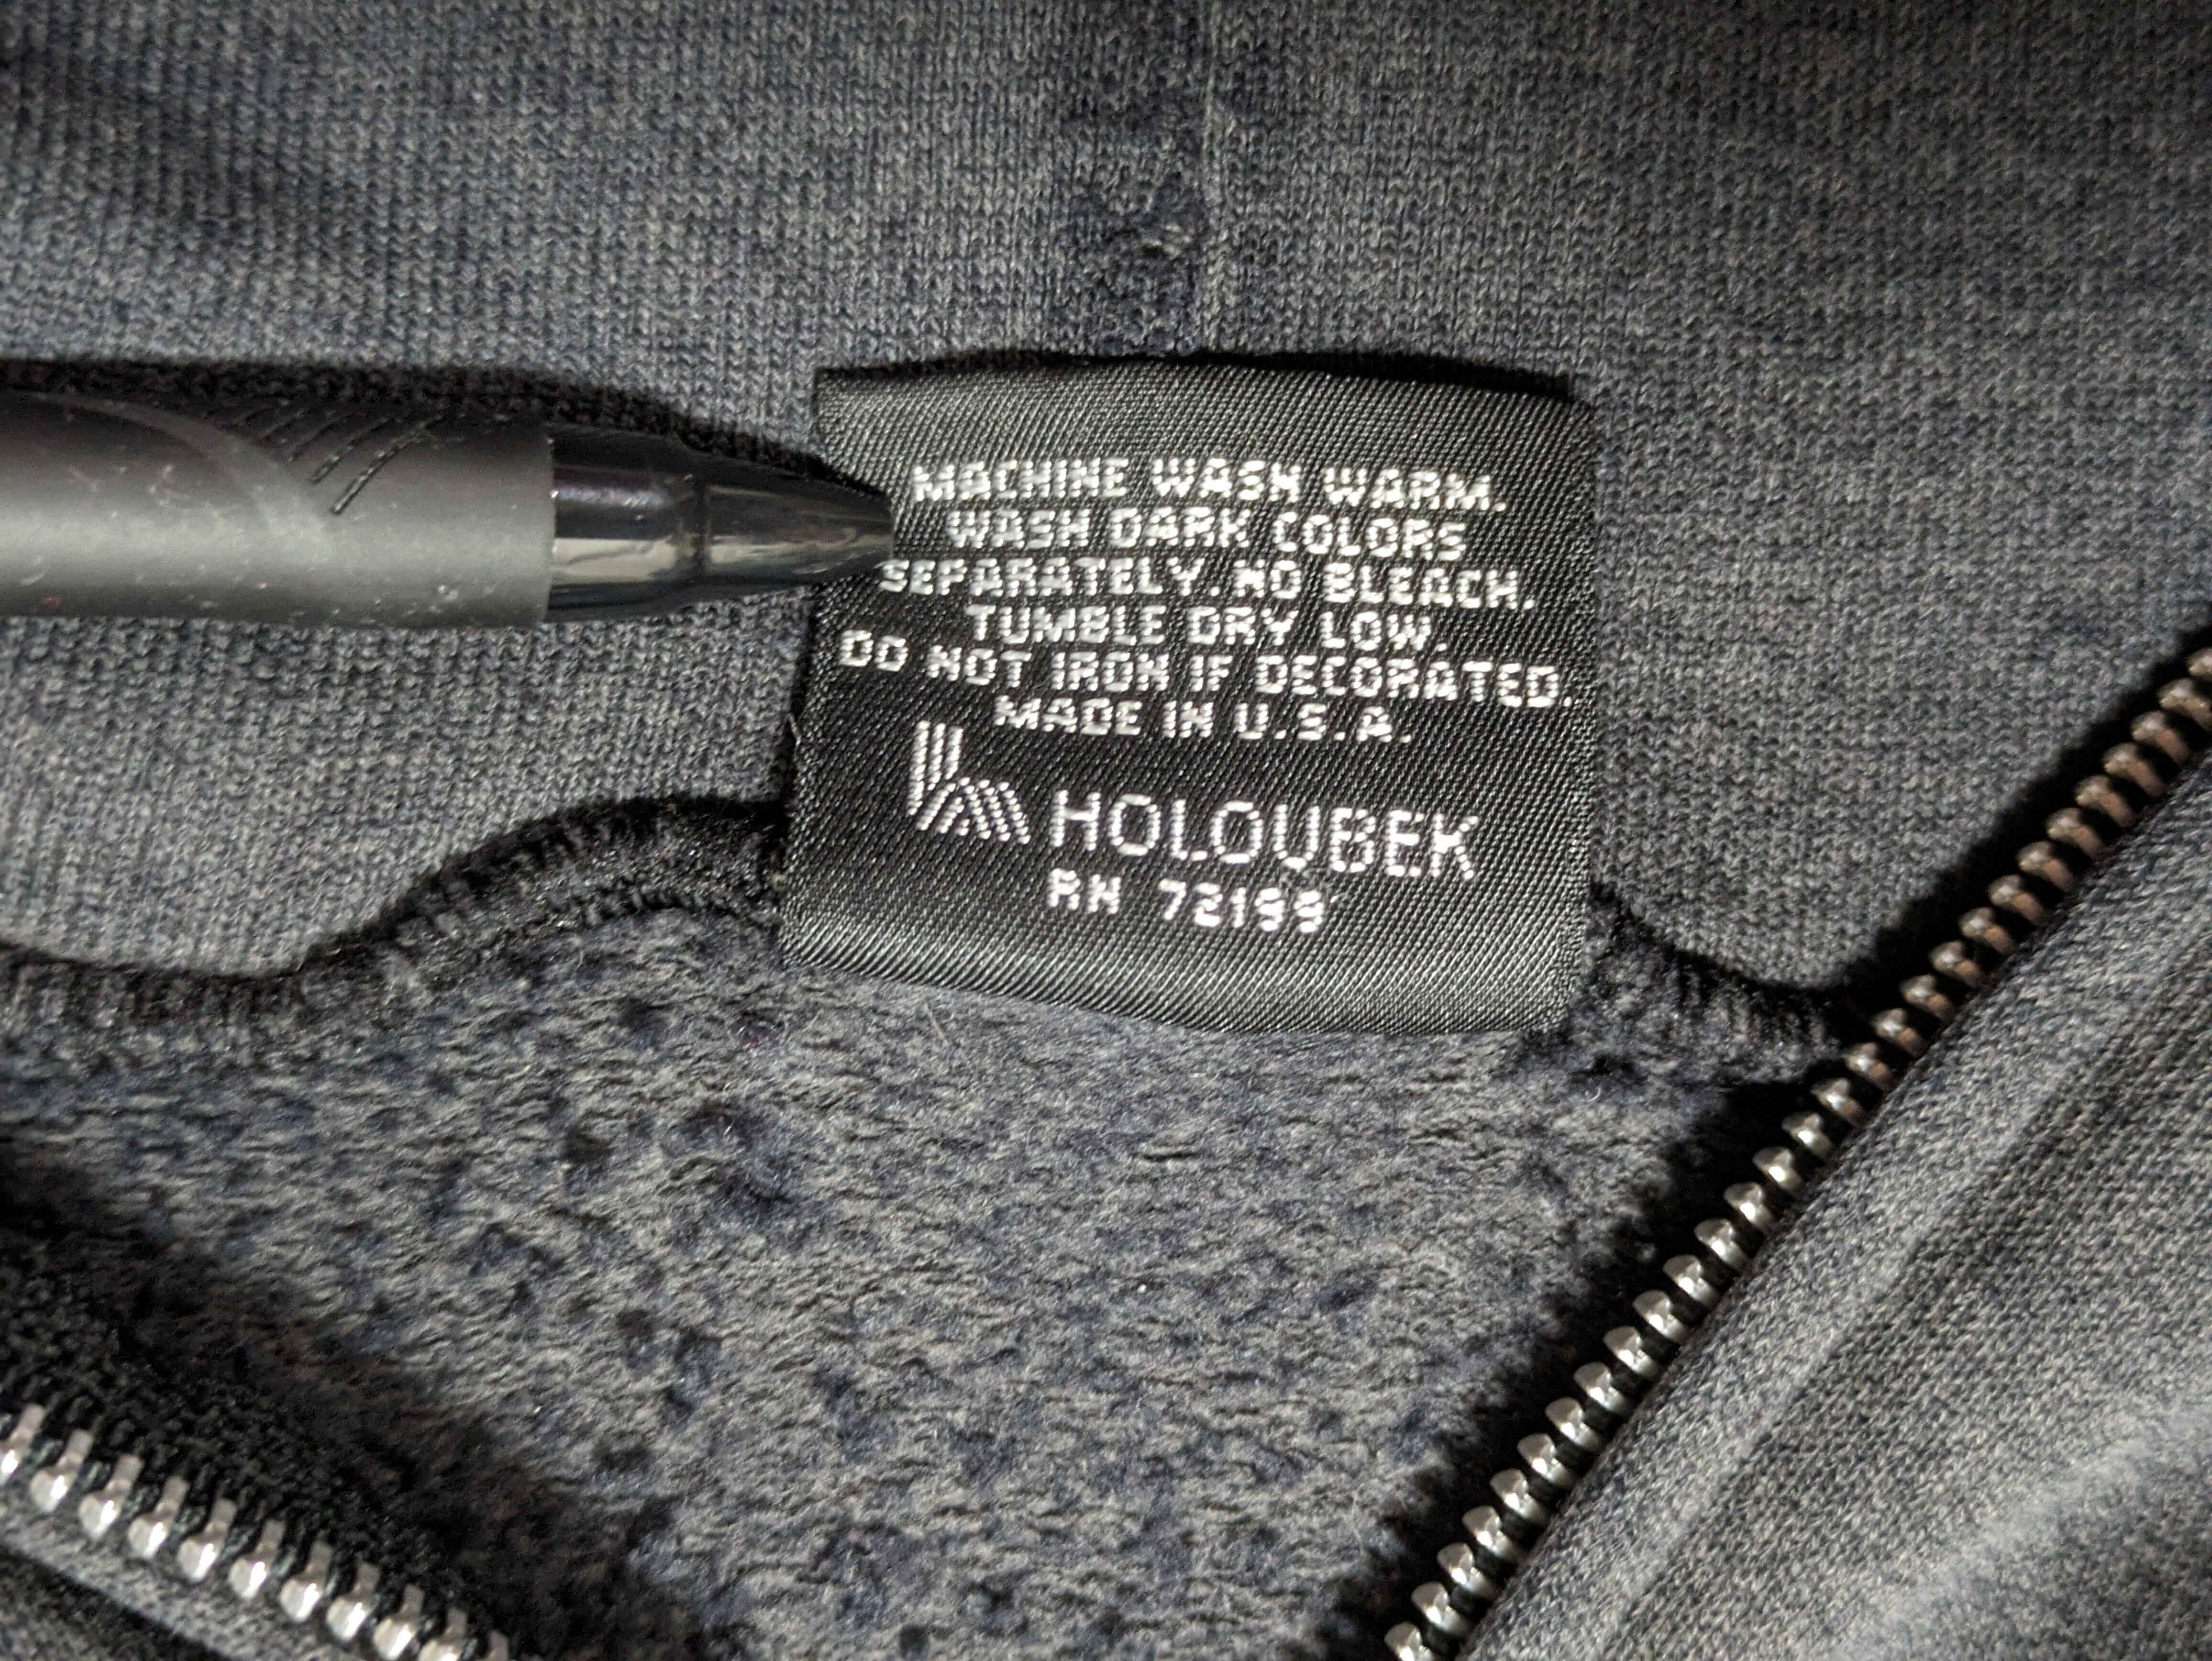 MACHINE WASH WARM.
WASH DARK COLORS
SEPARATELY. NO BLEACH.
TUMBLE DRY LOW.
DO NOT IRON IF DECORATED.
MADE IN U.S.A.
HOLOUBEK
RN 72199